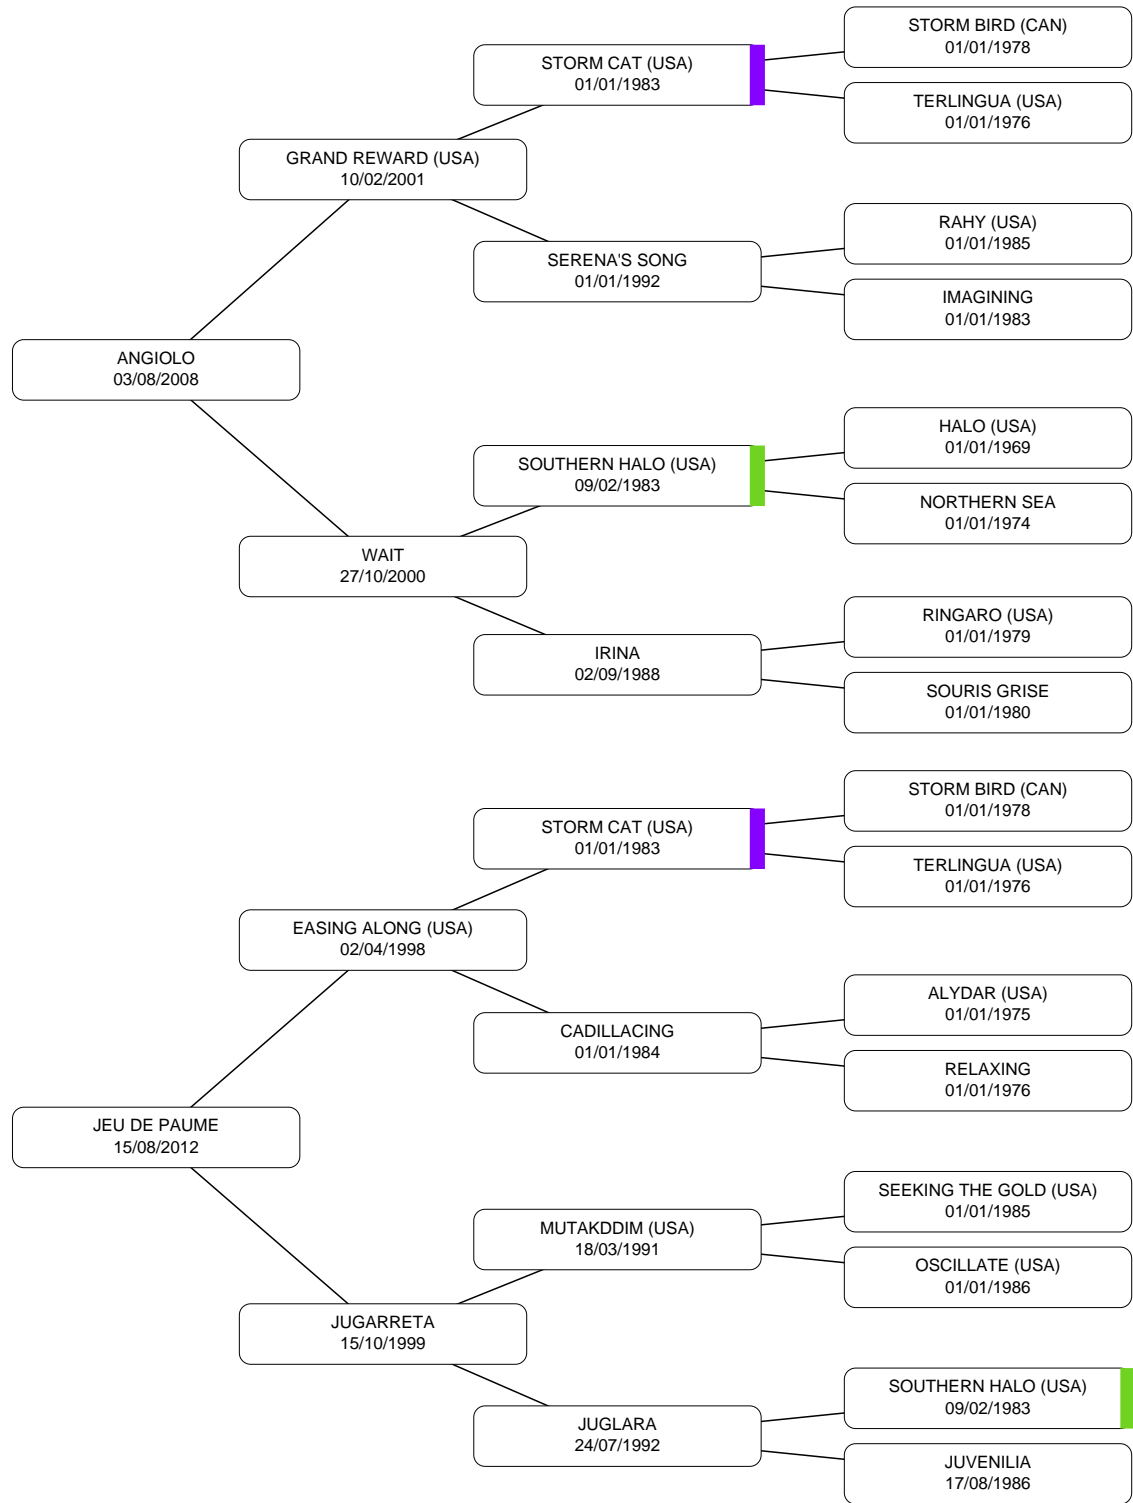 STORM BIRD (CAN)
01/01/1978
STORM CAT (USA)
01/01/1983
TERLINGUA (USA)
01/01/1976
GRAND REWARD (USA)
10/02/2001
RAHY (USA)
01/01/1985
SERENA'S SONG
01/01/1992
IMAGINING
01/01/1983
ANGIOLO
03/08/2008
HALO (USA)
01/01/1969
SOUTHERN HALO (USA)
09/02/1983
NORTHERN SEA
01/01/1974
WAIT
27/10/2000
RINGARO (USA)
01/01/1979
IRINA
02/09/1988
SOURIS GRISE
01/01/1980
STORM BIRD (CAN)
01/01/1978
STORM CAT (USA)
01/01/1983
TERLINGUA (USA)
01/01/1976
EASING ALONG (USA)
02/04/1998
ALYDAR (USA)
01/01/1975
CADILLACING
01/01/1984
RELAXING
01/01/1976
JEU DE PAUME
15/08/2012
SEEKING THE GOLD (USA)
01/01/1985
MUTAKDDIM (USA)
18/03/1991
OSCILLATE (USA)
01/01/1986
JUGARRETA
15/10/1999
SOUTHERN HALO (USA)
09/02/1983
JUGLARA
24/07/1992
JUVENILIA
17/08/1986